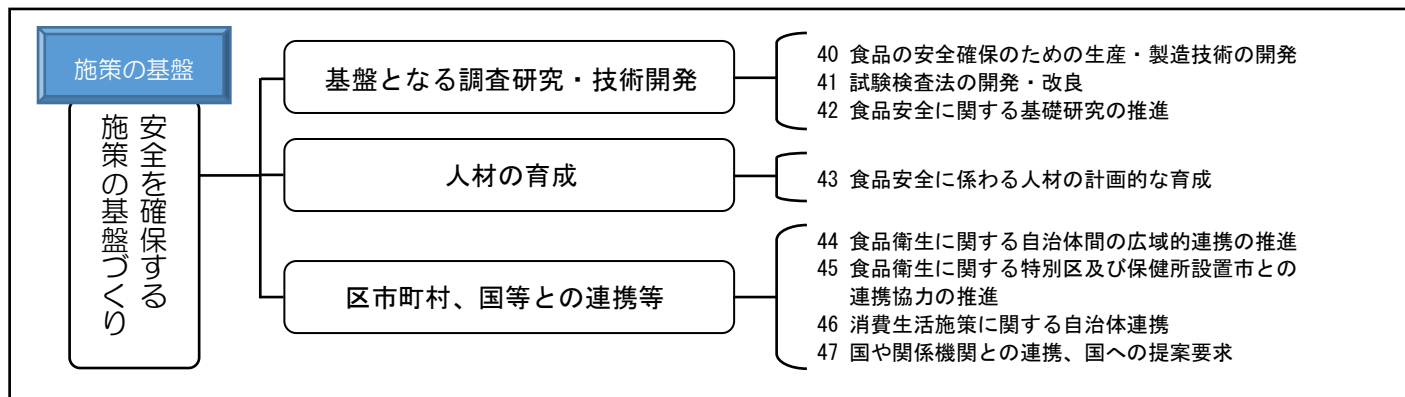 施策の基盤
安全を確保する
施策の基盤づくり
基盤となる調査研究・技術開発
40 食品の安全確保のための生産・製造技術の開発
41 試験検査法の開発・改良
42 食品安全に関する基礎研究の推進
人材の育成
43 食品安全に係わる人材の計画的な育成
区市町村、国等との連携等
44 食品衛生に関する自治体間の広域的連携の推進
45 食品衛生に関する特別区及び保健所設置市との
連携協力の推進
46 消費生活施策に関する自治体連携
47 国や関係機関との連携、国への提案要求